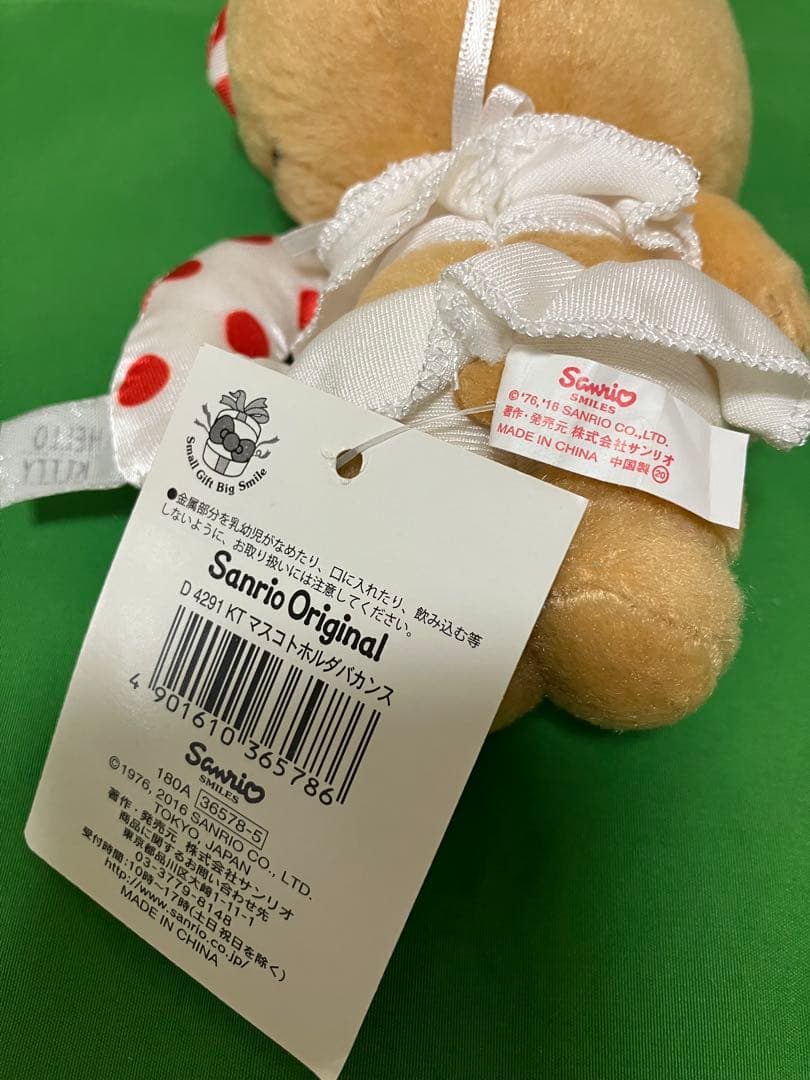 Small Gift Big Smile
●金属部分を乳幼児がなめたり、口に入れたり、飲み込む等
しないように、お取り扱いには注意してください。
Sanrio Original
D 4291 KT マスコトホルダバカンス
4 901610 365786
Sanrio
SMILES
180A 36578-5
©1976, 2016 SANRIO CO., LTD.
TOKYO, JAPAN
著作・発売元 株式会社サンリオ
商品に関するお問い合わせ先
東京都品川区大崎1-11-1
03-3779-8148
受付時間:10時~17時(土日祝日を除く)
http://www.sanrio.co.jp/
MADE IN CHINA
Sanrio
SMILES
©'76,'16 SANRIO CO.,LTD.
著作・発売元 株式会社サンリオ
MADE IN CHINA 中国製 ⑳
HELLO
KITTY